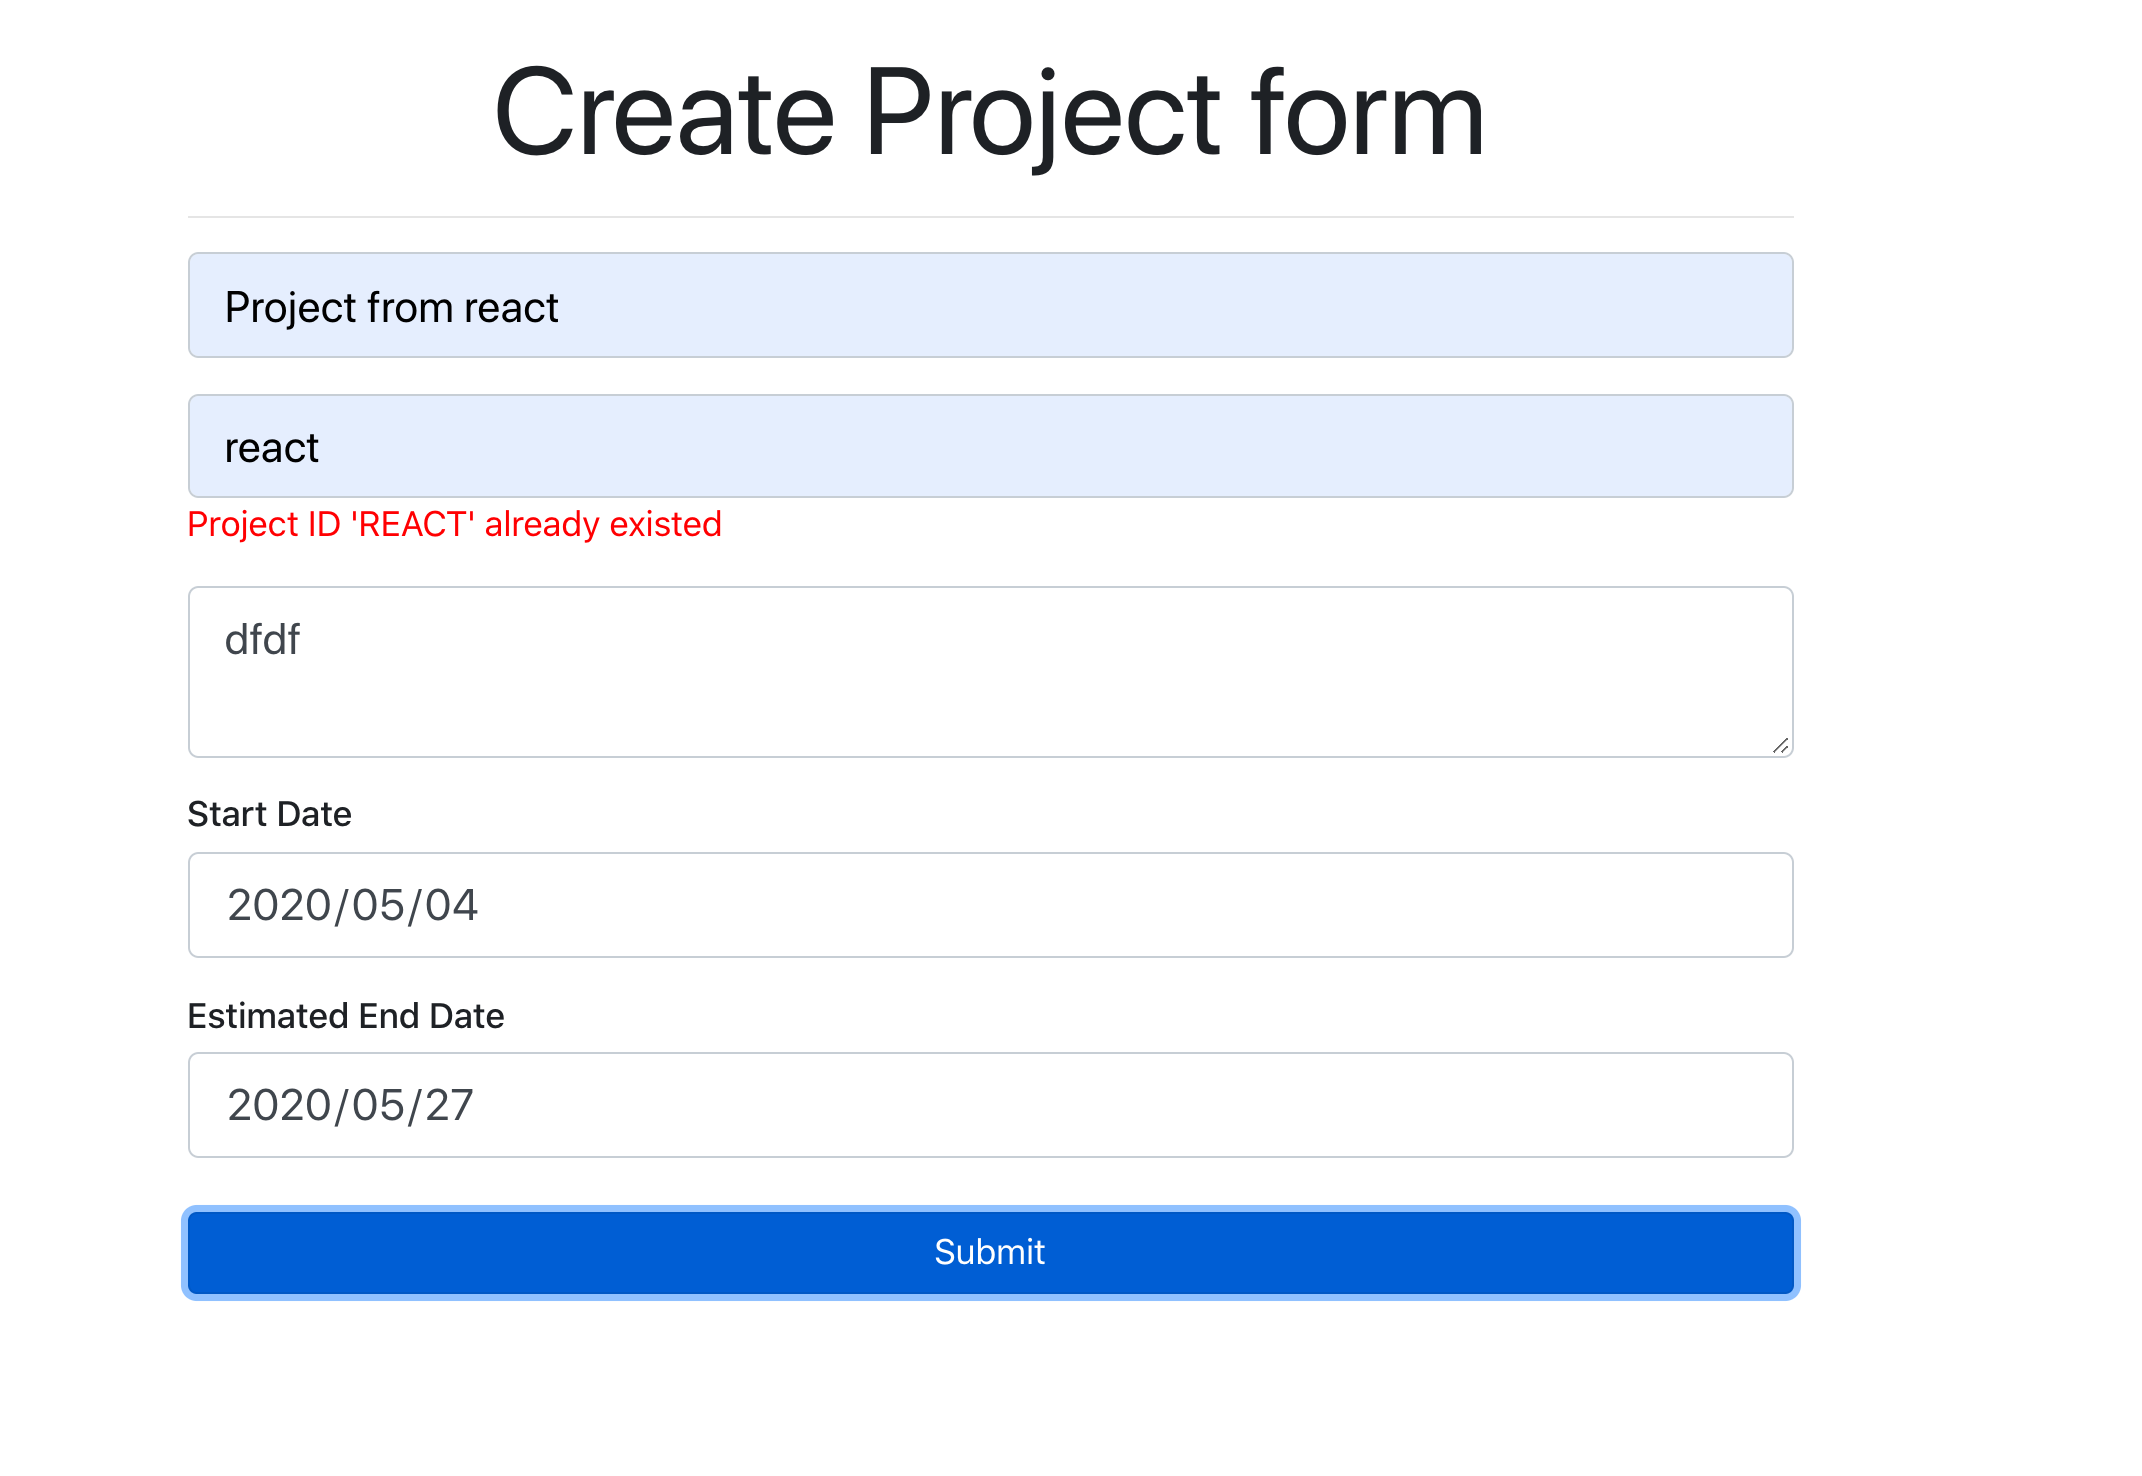 Create Project form
Project from react
react
Project ID 'REACT' already existed
dfdf
Start Date
2020/05/04
Estimated End Date
2020/05/27
Submit